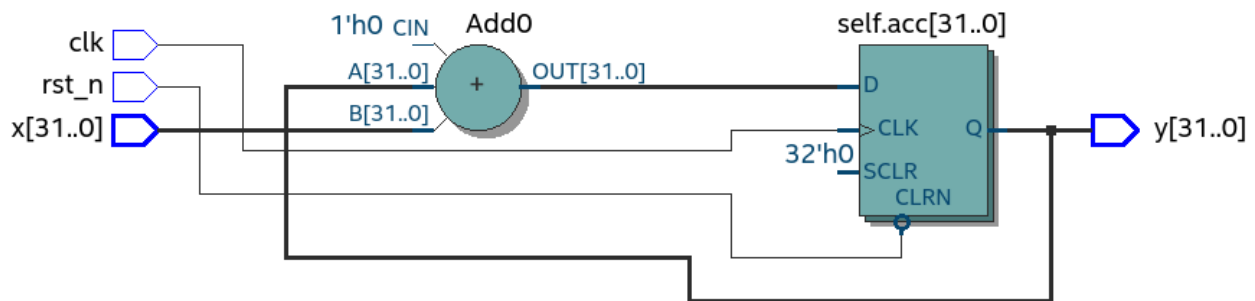 clk
rst_n
x[31..0]
1'h0 CIN
A[31..0]
B[31..0]
Add0
+
OUT[31..0]
self.acc[31..0]
D
CLK
32'h0
SCLR
CLRN
Q
y[31..0]